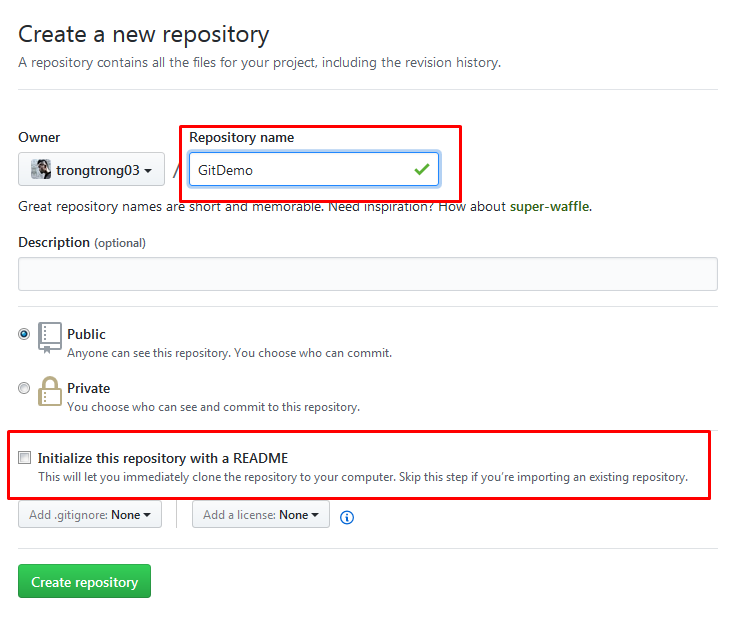 Create a new repository
A repository contains all the files for your project, including the revision history.
Owner
Repository name
trongtrong03
/
GitDemo
Great repository names are short and memorable. Need inspiration? How about super-waffle.
Description (optional)
Public
Anyone can see this repository. You choose who can commit.
Private
You choose who can see and commit to this repository.
Initialize this repository with a README
This will let you immediately clone the repository to your computer. Skip this step if you're importing an existing repository.
Add .gitignore: None
Add a license: None
Create repository